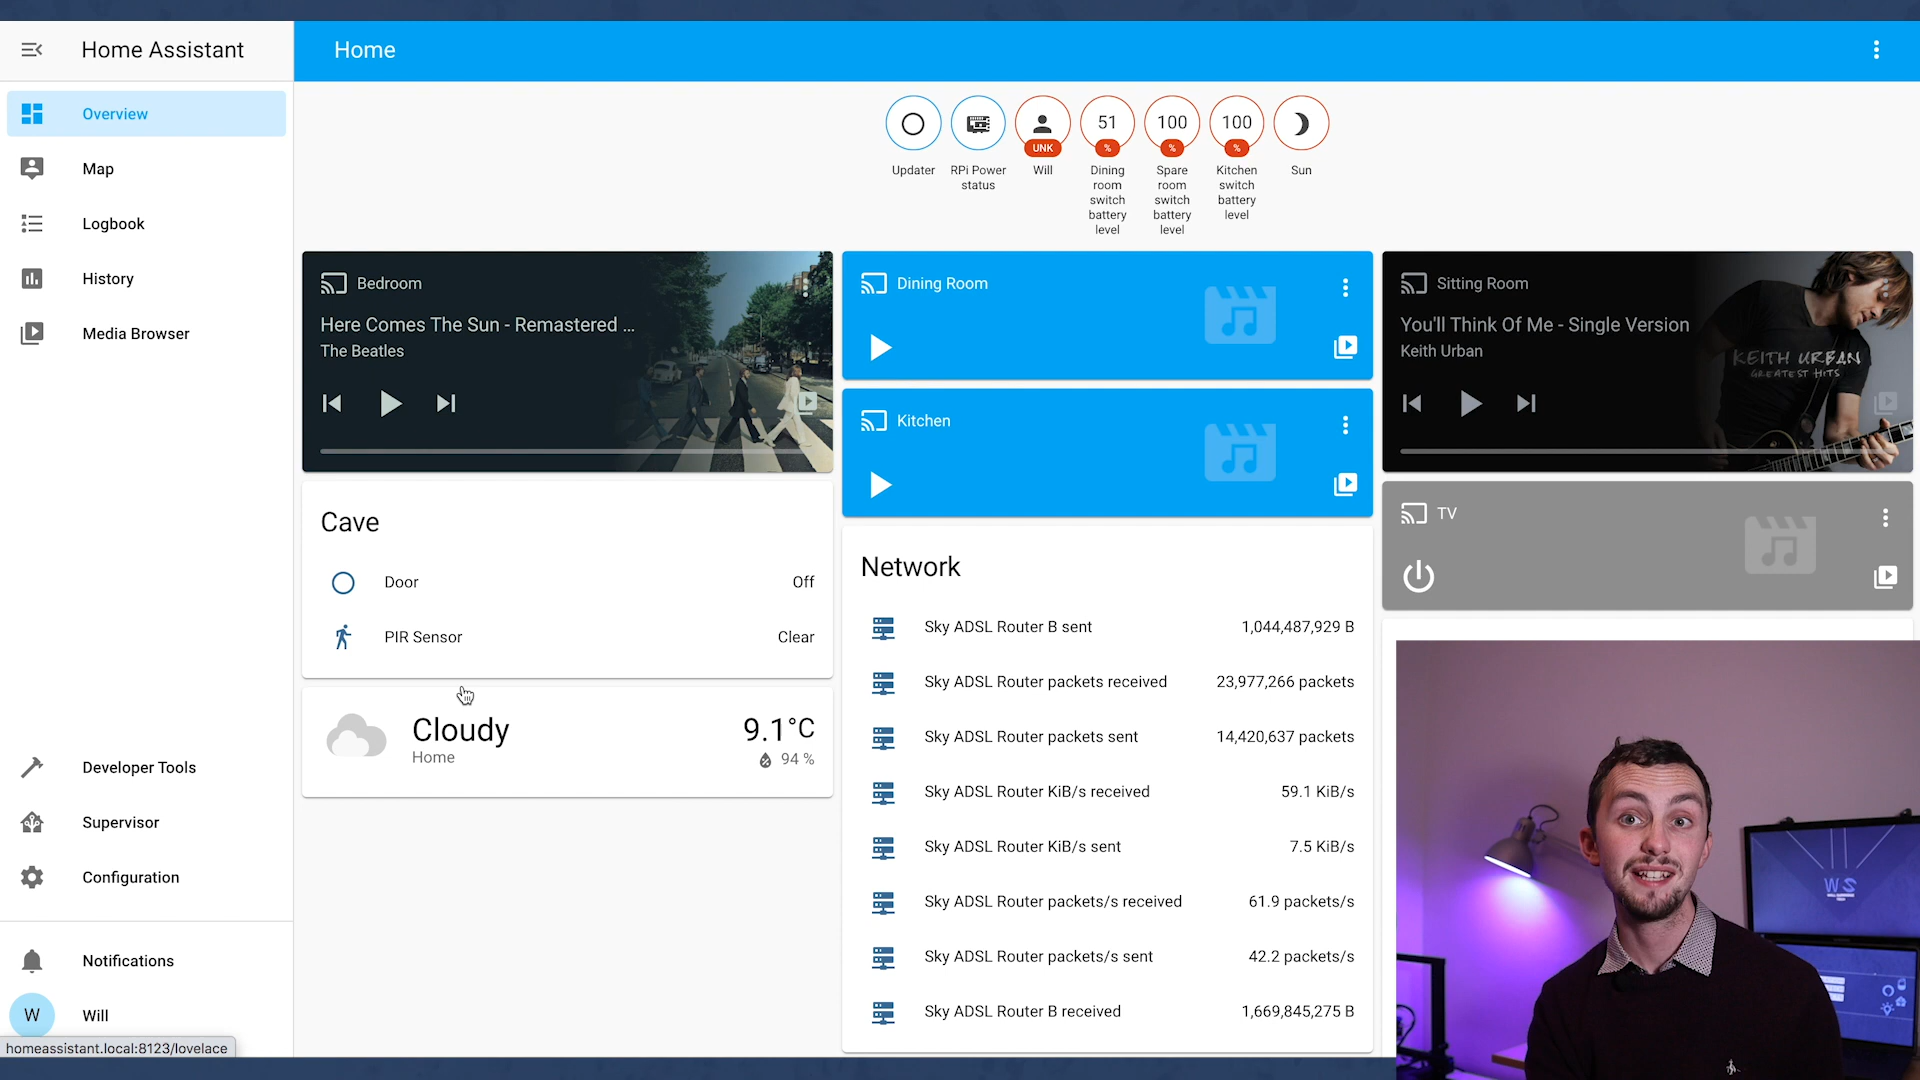 Home Assistant
Home
Overview
Map
Logbook
History
Media Browser
Developer Tools
Supervisor
Configuration
Notifications
W
Will
homeassistant.local:8123/lovelace
51
100
100
UNK
%
%
%
Updater
RPi Power
status
Will
Dining
room
switch
battery
level
Spare
room
switch
battery
level
Kitchen
switch
battery
level
Sun
Bedroom
Here Comes The Sun - Remastered ...
The Beatles
Cave
Door
Off
PIR Sensor
Clear
Cloudy
Home
9.1°C
94 %
Dining Room
Kitchen
Network
Sky ADSL Router B sent
1,044,487,929 B
Sky ADSL Router packets received
23,977,266 packets
Sky ADSL Router packets sent
14,420,637 packets
Sky ADSL Router KiB/s received
59.1 KiB/s
Sky ADSL Router KiB/s sent
7.5 KiB/s
Sky ADSL Router packets/s received
61.9 packets/s
Sky ADSL Router packets/s sent
42.2 packets/s
Sky ADSL Router B received
1,669,845,275 B
Sitting Room
You'll Think Of Me - Single Version
Keith Urban
KEITH URBAN
GREATEST HITS
TV
WS